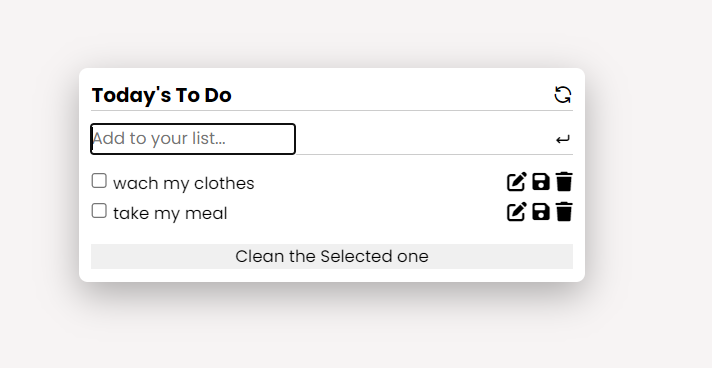 Today's To Do
Add to your list...
wach my clothes
take my meal
Clean the Selected one